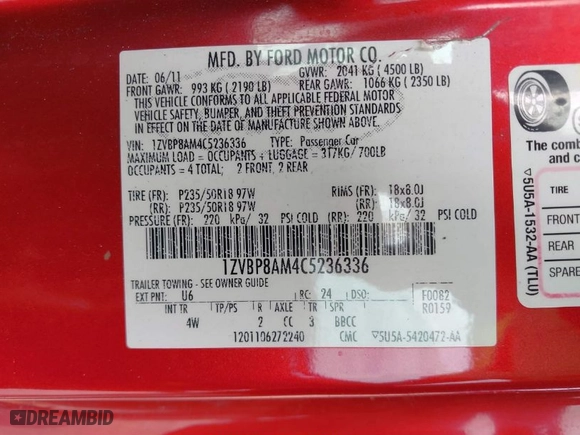 MFD. BY FORD MOTOR CO.
DATE: 06/11 GVWR: 2041 KG ( 4500 LB)
FRONT GAWR: 993 KG ( 2190 LB) REAR GAWR: 1066 KG ( 2350 LB)
THIS VEHICLE CONFORMS TO ALL APPLICABLE FEDERAL MOTOR
VEHICLE SAFETY, BUMPER, AND THEFT PREVENTION STANDARDS
IN EFFECT ON THE DATE OF MANUFACTURE SHOWN ABOVE.
VIN: 1ZVBP8AM4C5236336 TYPE: Passenger Car
MAXIMUM LOAD = OCCUPANTS + LUGGAGE = 317KG/ 700LB
OCCUPANTS = 4 TOTAL; 2 FRONT, 2 REAR
TIRE (FR): P235/50R18 97W RIMS (FR): 18x8.0J
(RR): P235/50R18 97W (RR): 18x8.0J
PRESSURE (FR): 220 kPa/ 32 PSI COLD (RR): 220 kPa/ 32 PSI COLD
1ZVBP8AM4C5236336
TRAILER TOWING - SEE OWNER GUIDE
EXT PNT: U6 RC: 24 DSO: F0082
INT TR TP/PS R AXLE TR SPR R0159
4W 2 CC 3 BBCC
1201106272240 CMC ▽5U5A-5420472-AA
The comb
and c
TIRE
FRONT
REAR
SPARE
▽5U5A-1532-AA (TLU)
DREAMBID